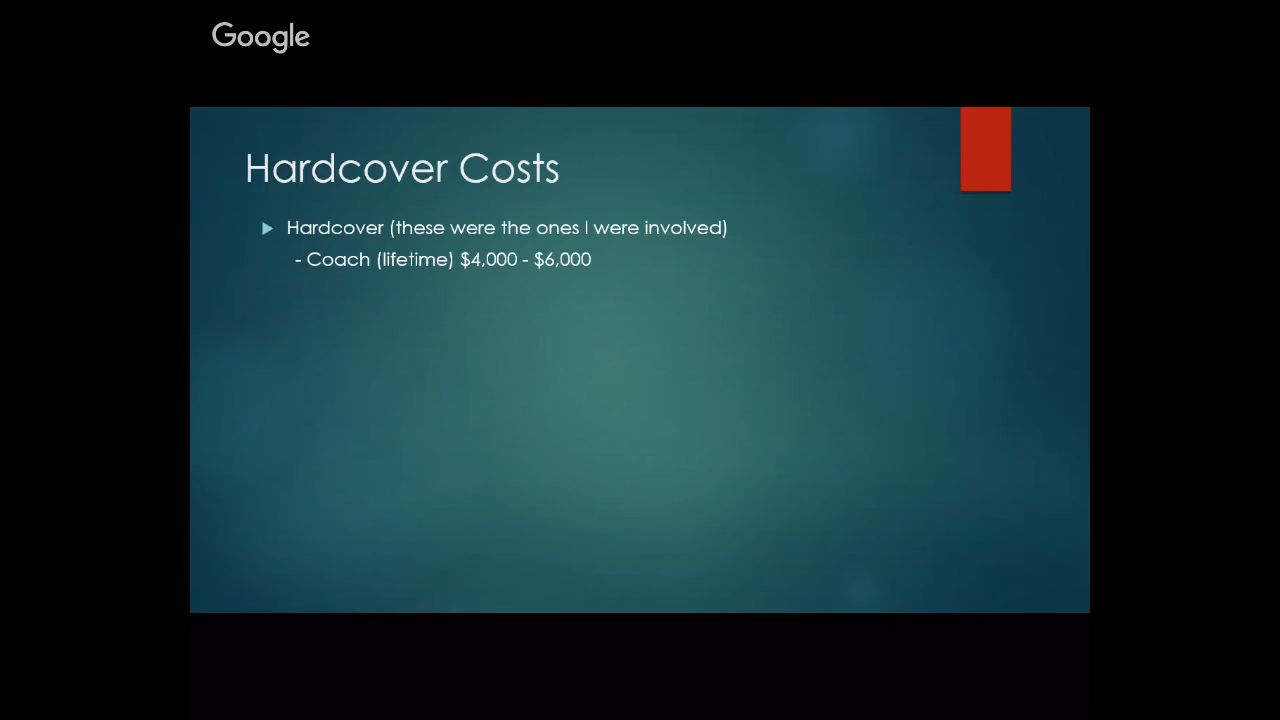 Google
Hardcover Costs
Hardcover (these were the ones I were involved)
- Coach (lifetime) $4,000 - $6,000